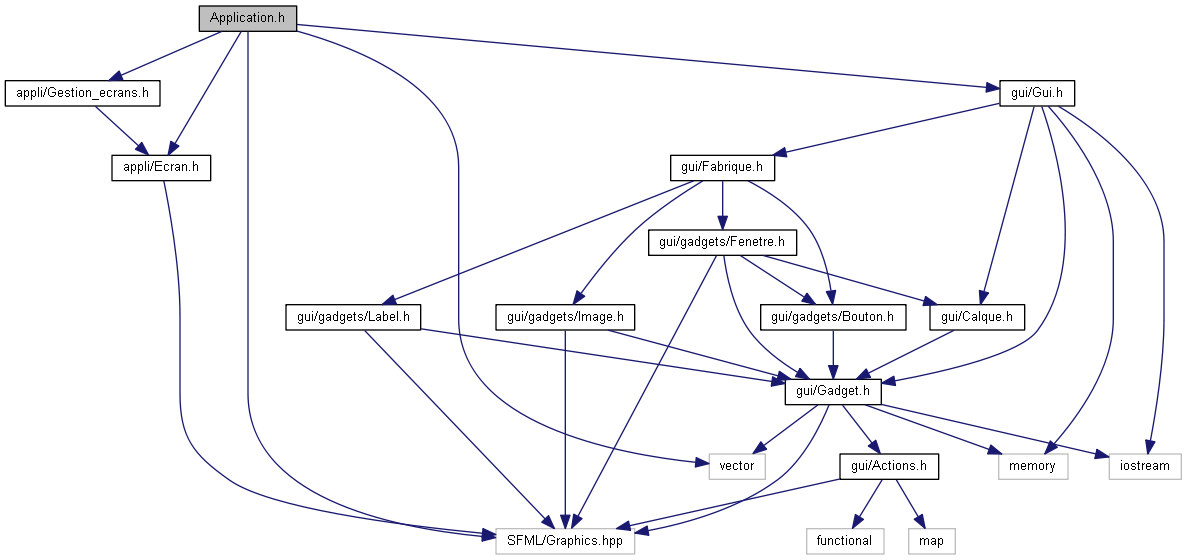 Application.h
appli/Gestion_ecrans.h
gui/Gui.h
appli/Ecran.h
gui/Fabrique.h
gui/gadgets/Fenetre.h
gui/gadgets/Label.h
gui/gadgets/Image.h
gui/gadgets/Bouton.h
gui/Calque.h
gui/Gadget.h
vector
gui/Actions.h
memory
iostream
SFML/Graphics.hpp
functional
map